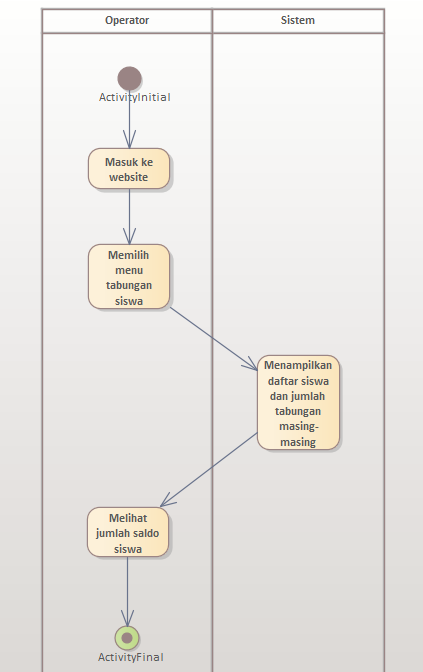 Operator
Sistem
ActivityInitial
Masuk ke
website
Memilih
menu
tabungan
siswa
Menampilkan
daftar siswa
dan jumlah
tabungan
masing-
masing
Melihat
jumlah saldo
siswa
ActivityFinal